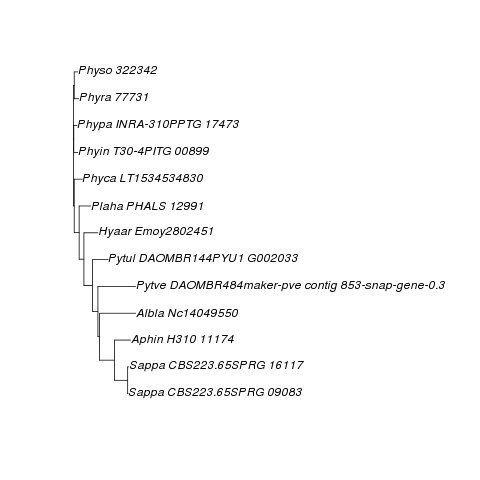 Physo 322342
Phyra 77731
Phypa INRA-310PPTG 17473
Phyin T30-4PITG 00899
Phyca LT1534534830
Plaha PHALS 12991
Hyaar Emoy2802451
Pytul DAOMBR144PYU1 G002033
Pytve DAOMBR484maker-pve contig 853-snap-gene-0.3
Albla Nc14049550
Aphin H310 11174
Sappa CBS223.65SPRG 16117
Sappa CBS223.65SPRG 09083